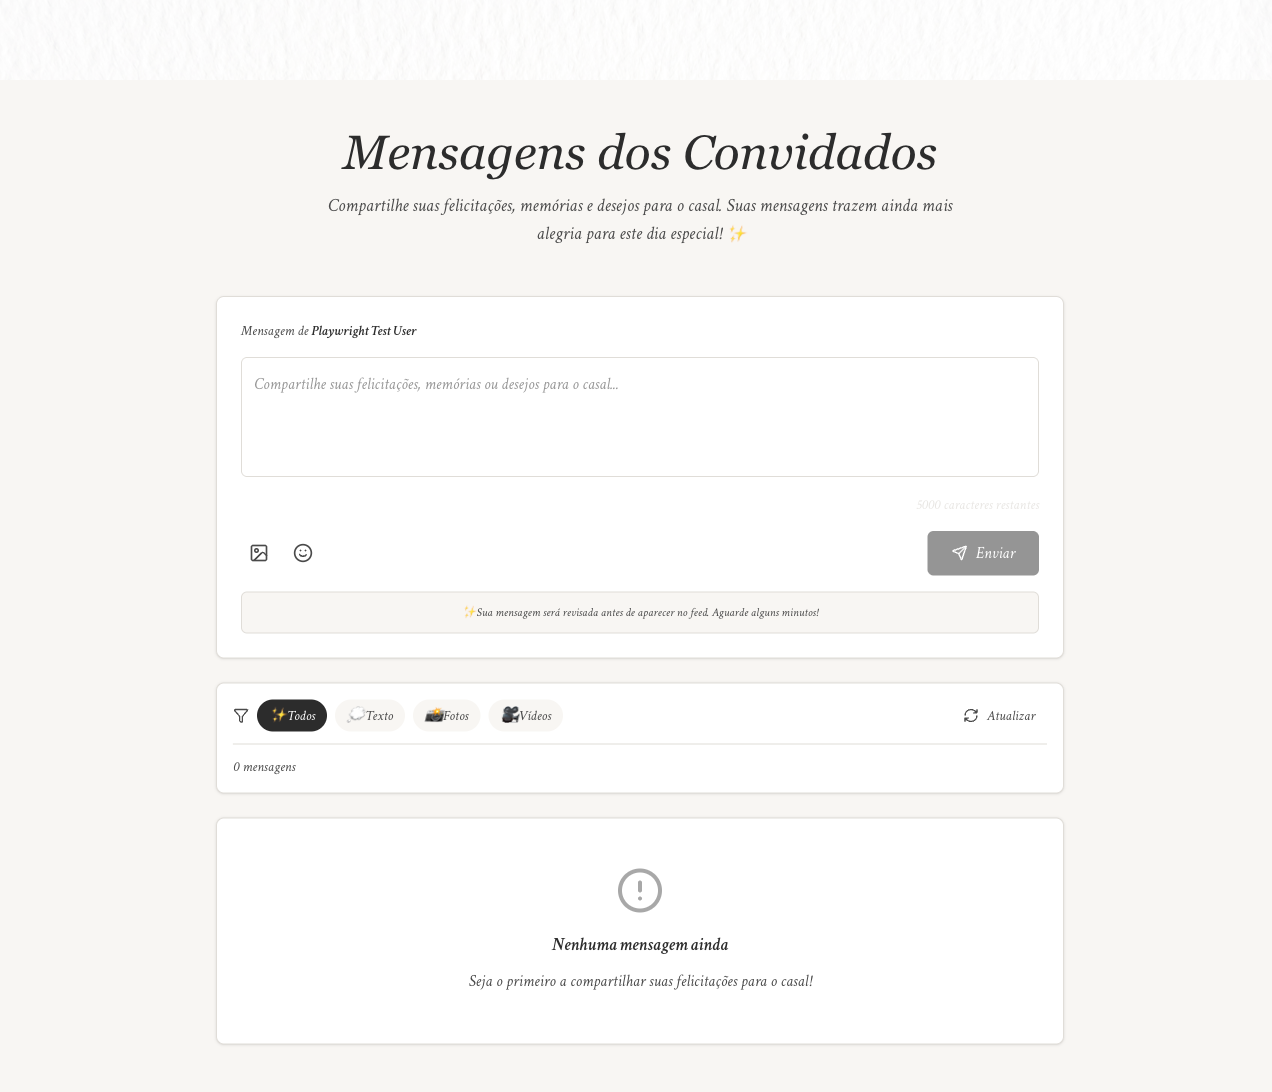 Mensagens dos Convidados
Compartilhe suas felicitações, memórias e desejos para o casal. Suas mensagens trazem ainda mais
alegria para este dia especial! ✨
Mensagem de Playwright Test User
Compartilhe suas felicitações, memórias ou desejos para o casal...
5000 caracteres restantes
Enviar
✨Sua mensagem será revisada antes de aparecer no feed. Aguarde alguns minutos!
✨Todos 💭Texto 📸Fotos 🎥Vídeos Atualizar
0 mensagens
Nenhuma mensagem ainda
Seja o primeiro a compartilhar suas felicitações para o casal!